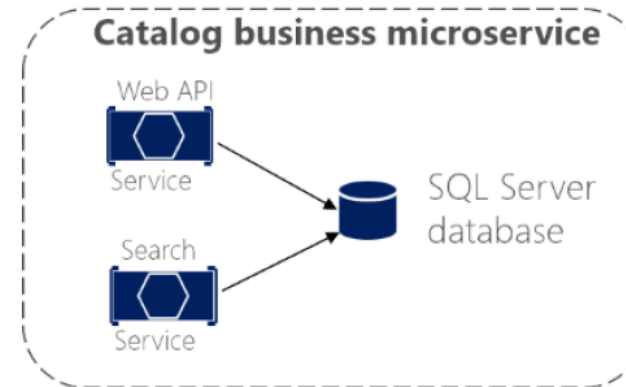 Catalog business microservice
Web API
Service
SQL Server
database
Search
Service